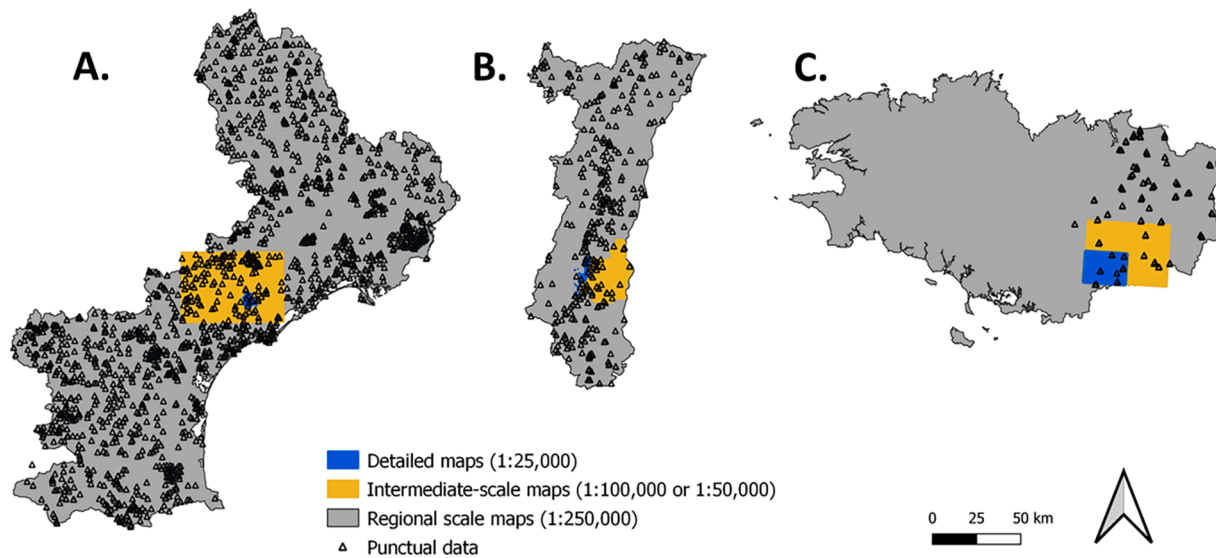 A.
B.
C.
Detailed maps (1:25,000)
Intermediate-scale maps (1:100,000 or 1:50,000)
Regional scale maps (1:250,000)
Punctual data
0 25 50 km